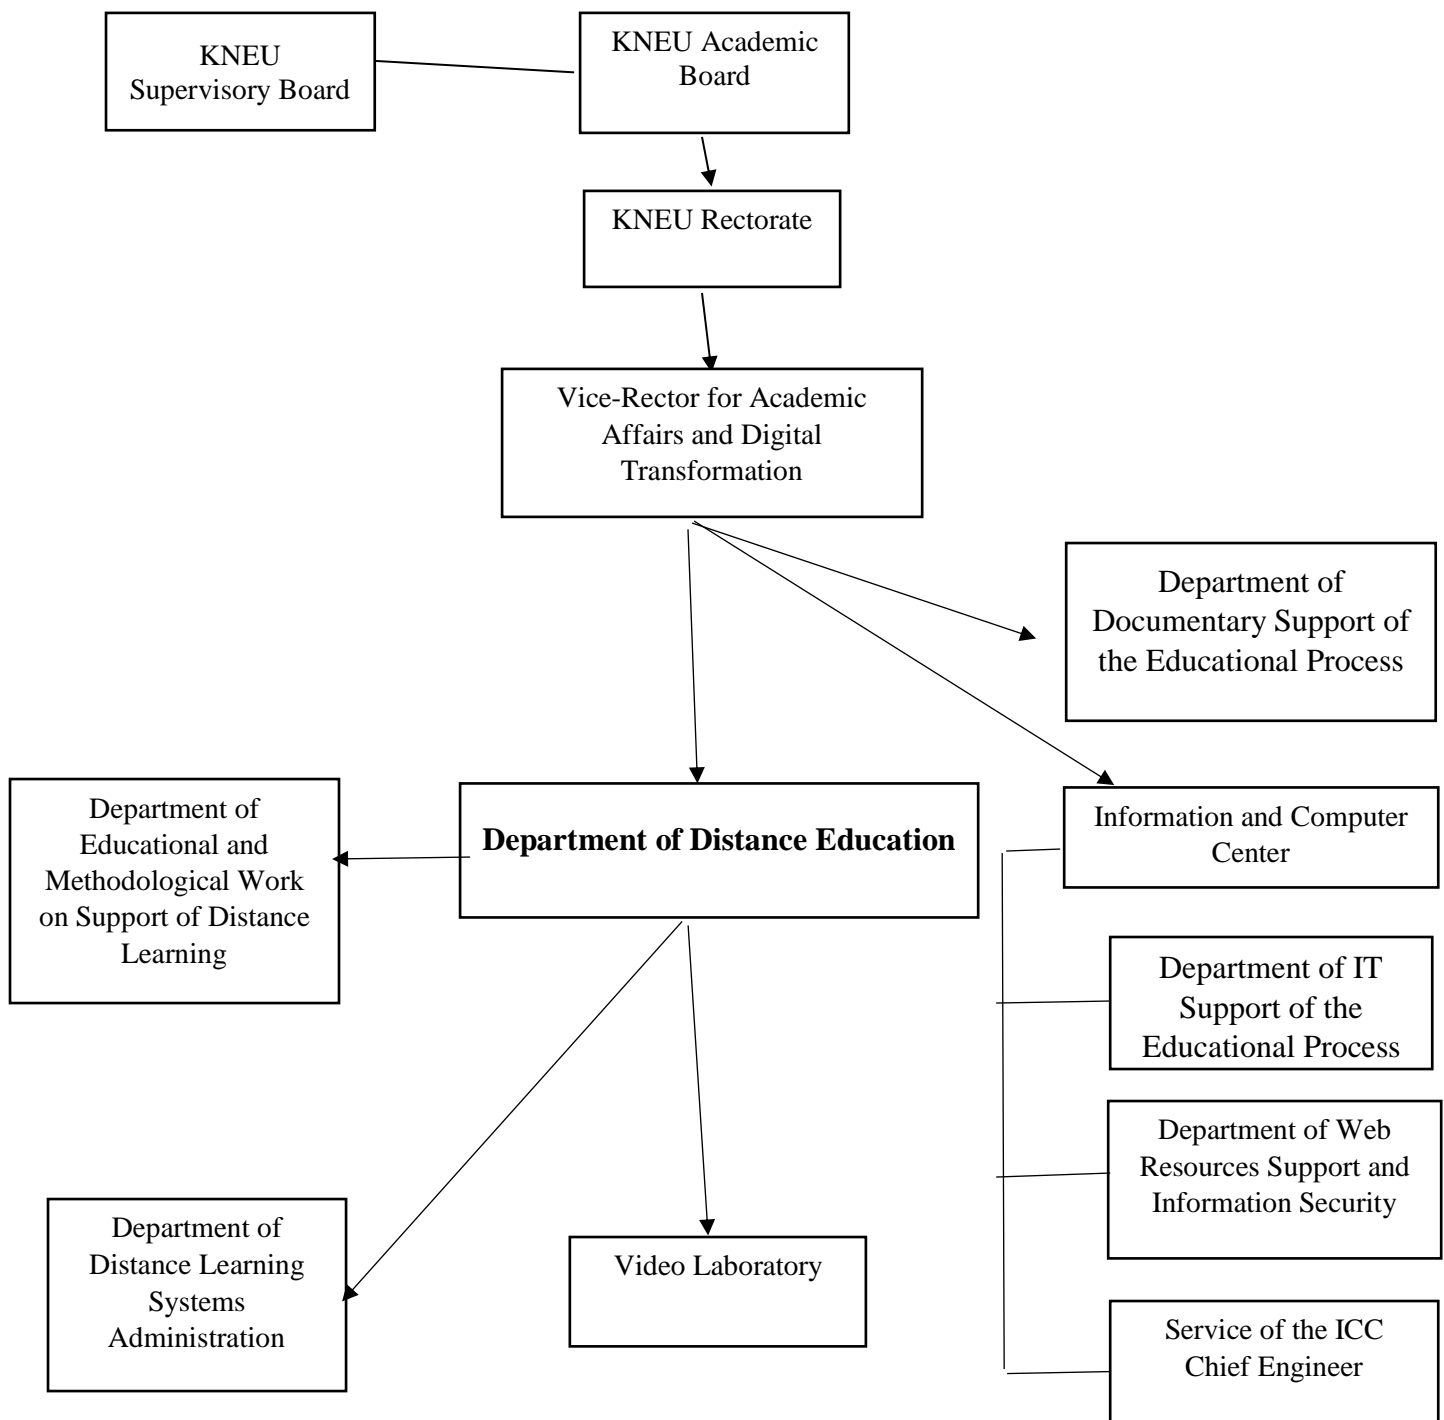 KNEU
Supervisory Board
KNEU Academic
Board
KNEU Rectorate
Vice-Rector for Academic
Affairs and Digital
Transformation
Department of
Documentary Support of
the Educational Process
Department of
Educational and
Methodological Work
on Support of Distance
Learning
Department of Distance Education
Information and Computer
Center
Department of IT
Support of the
Educational Process
Department of Web
Resources Support and
Information Security
Department of
Distance Learning
Systems
Administration
Video Laboratory
Service of the ICC
Chief Engineer